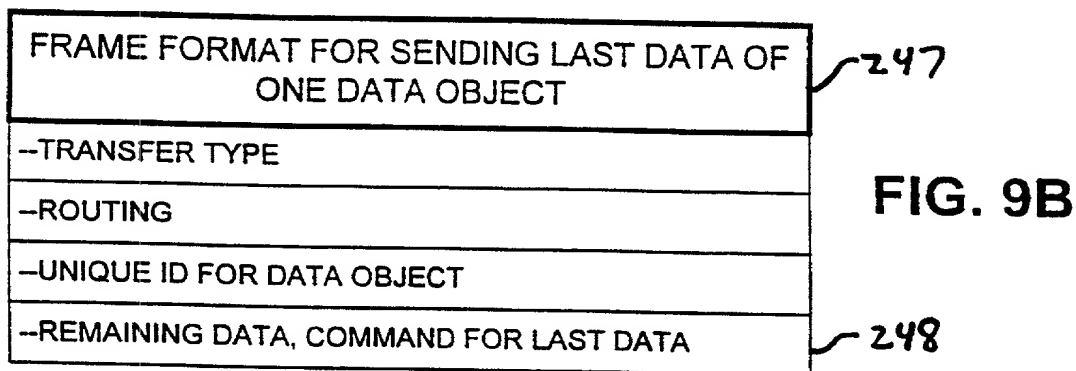 FRAME FORMAT FOR SENDING LAST DATA OF
ONE DATA OBJECT
247
--TRANSFER TYPE
--ROUTING
FIG. 9B
--UNIQUE ID FOR DATA OBJECT
--REMAINING DATA, COMMAND FOR LAST DATA
248